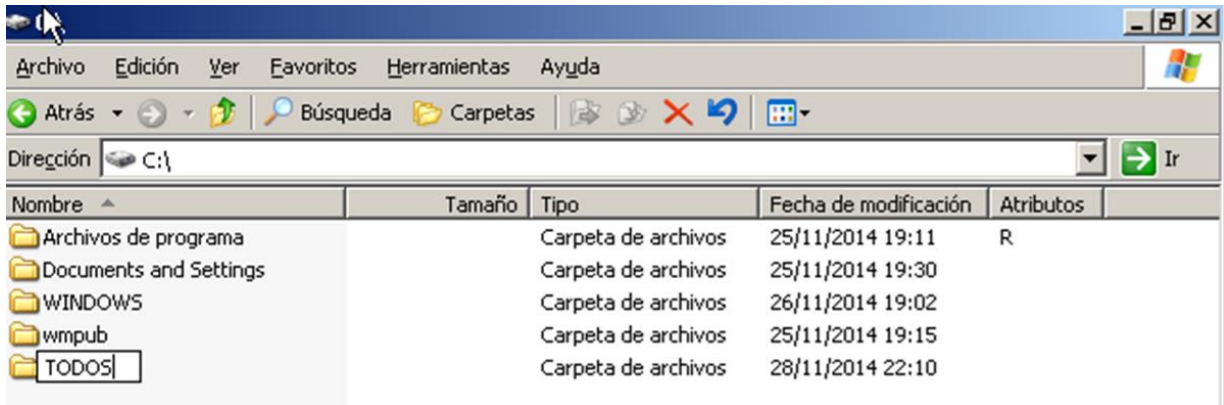 C:\
Archivo Edición Ver Favoritos Herramientas Ayuda
Atrás Búsqueda Carpetas
Dirección C:\ Ir
Nombre Tamaño Tipo Fecha de modificación Atributos
Archivos de programa Carpeta de archivos 25/11/2014 19:11 R
Documents and Settings Carpeta de archivos 25/11/2014 19:30
WINDOWS Carpeta de archivos 26/11/2014 19:02
wmpub Carpeta de archivos 25/11/2014 19:15
TODOS Carpeta de archivos 28/11/2014 22:10